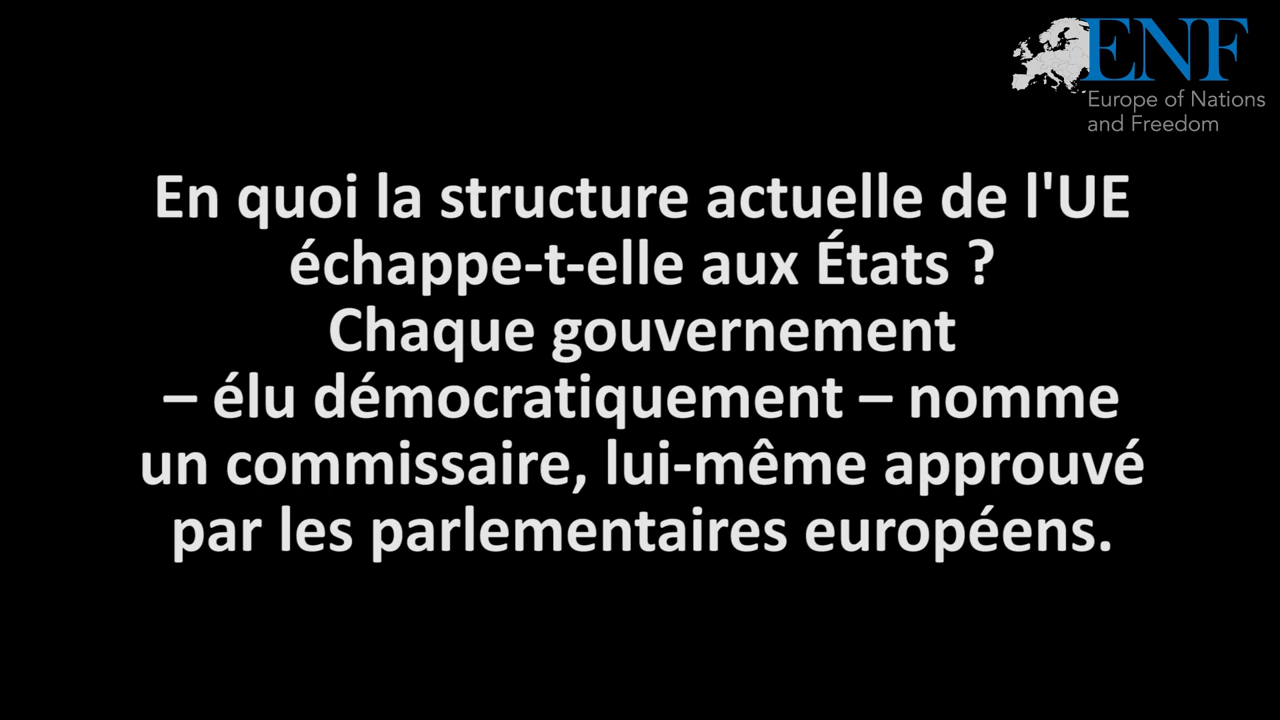 ENF
Europe of Nations
and Freedom
En quoi la structure actuelle de l'UE
échappe-t-elle aux États ?
Chaque gouvernement
– élu démocratiquement – nomme
un commissaire, lui-même approuvé
par les parlementaires européens.